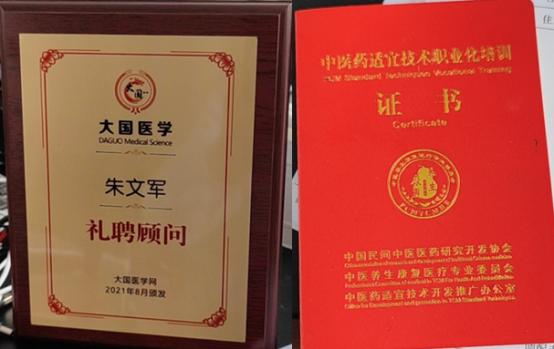 大国
大国医学
DAGUO Medical Science
朱文军
礼聘顾问
大国医学网
2021年8月颁发
中医药适宜技术职业化培训
TCM Standard Techniques Vocational Training
证书
Certificate
中国民间中医医药研究开发协会
中医养生康复医疗专业委员会
中医药适宜技术开发推广办公室